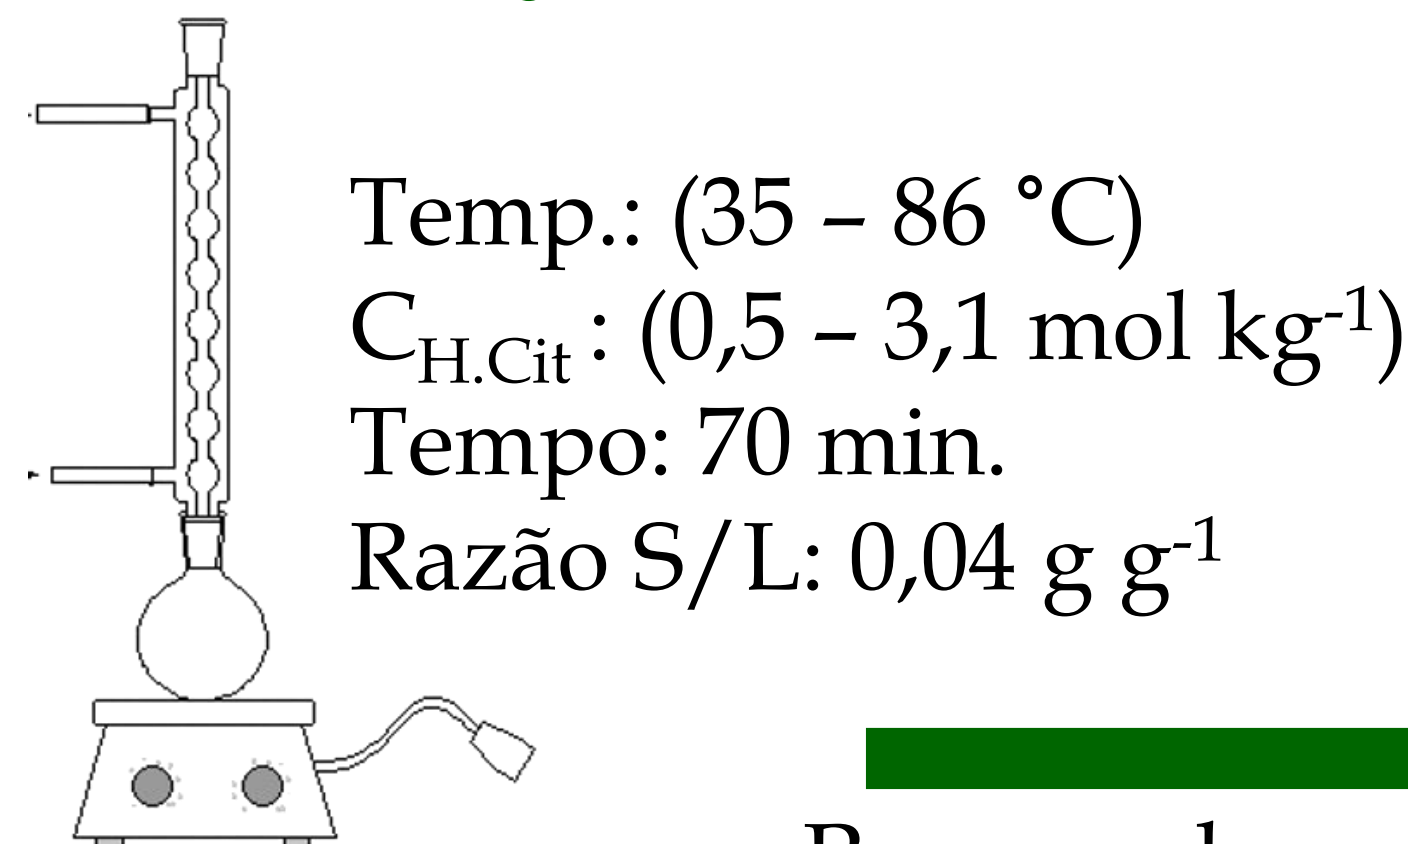 Temp.: (35 – 86 °C)
C_H.Cit : (0,5 – 3,1 mol kg⁻¹)
Tempo: 70 min.
Razão S/L: 0,04 g g⁻¹